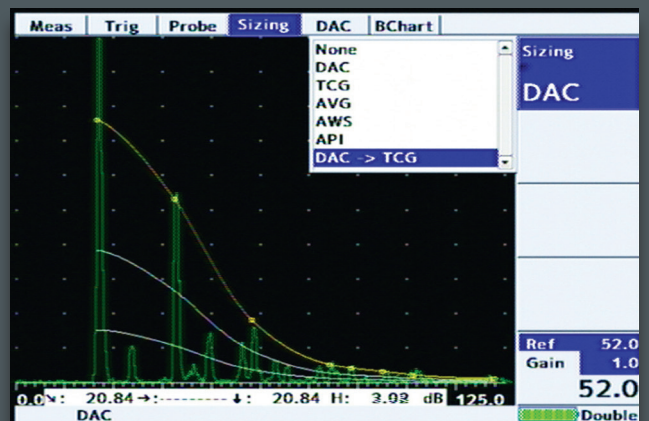 Meas Trig Probe Sizing DAC BChart
None
DAC
TCG
AVG
AWS
API
DAC -> TCG
Sizing
DAC
Ref 52.0
Gain 1.0
52.0
0.0 20.84 : -------- : 20.84 H: 3.92 dB 125.0
DAC
Double